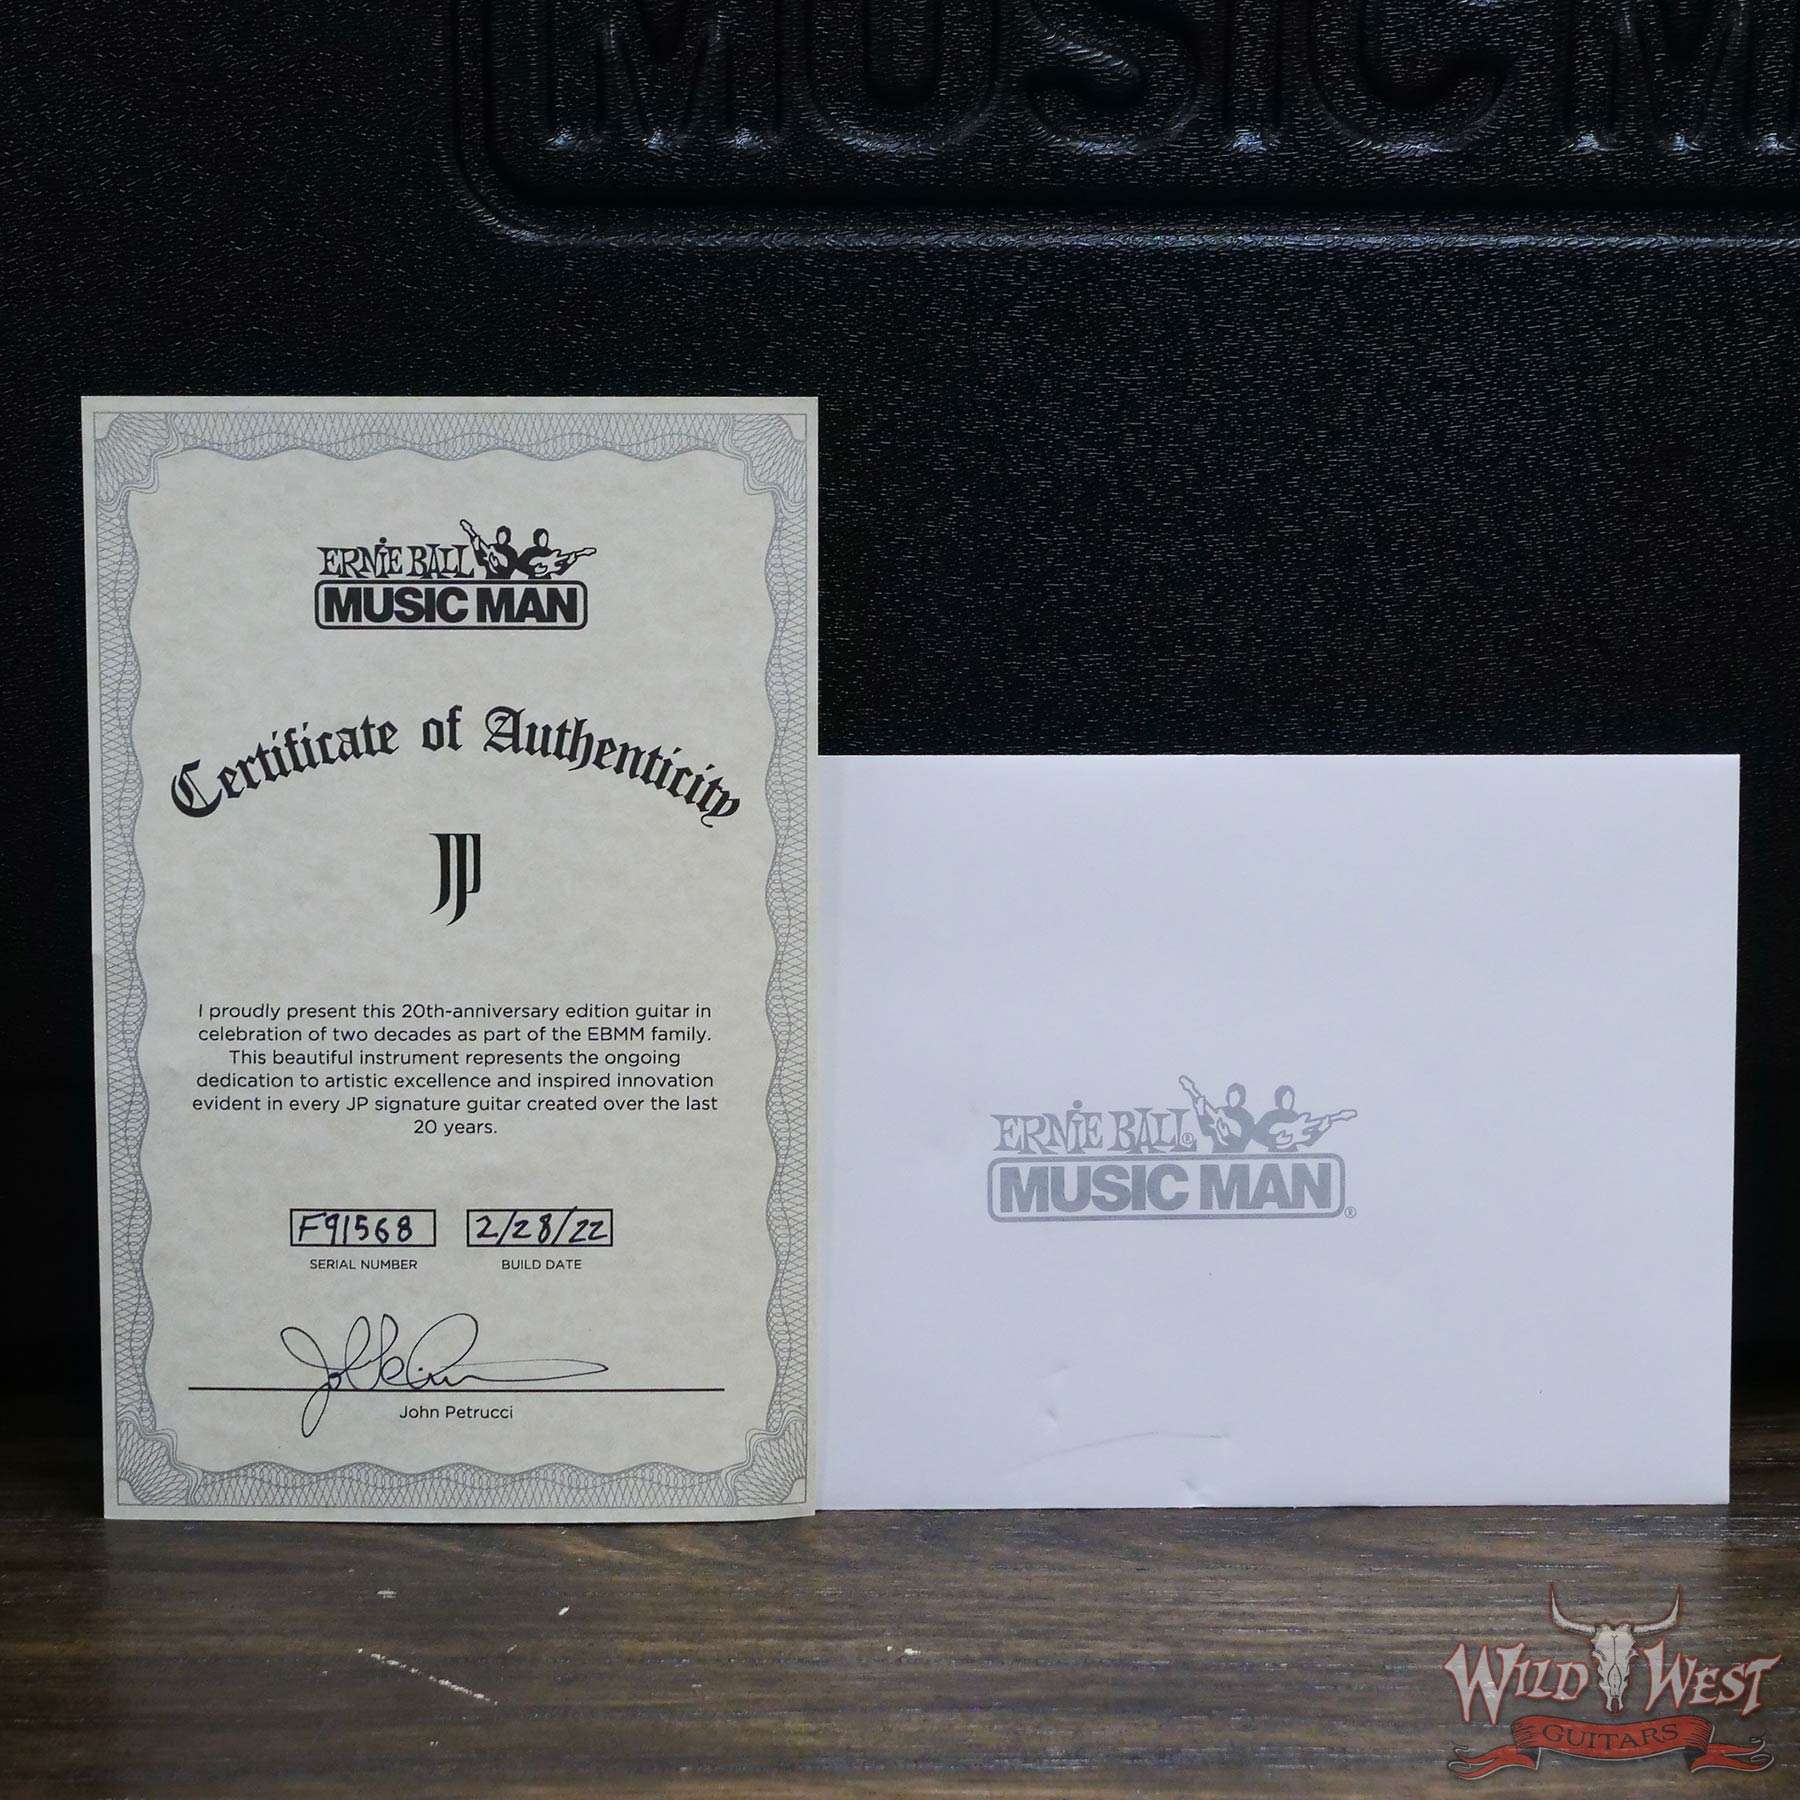 MUSIC M
ERNIE BALL
MUSIC MAN
Certificate of Authenticity
JP
I proudly present this 20th-anniversary edition guitar in
celebration of two decades as part of the EBMM family.
This beautiful instrument represents the ongoing
dedication to artistic excellence and inspired innovation
evident in every JP signature guitar created over the last
20 years.
F91568 2/28/22
SERIAL NUMBER BUILD DATE
John Petrucci
ERNIE BALL®
MUSIC MAN®
WILD WEST
GUITARS